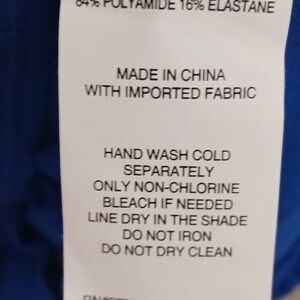 84% POLYAMIDE 16% ELASTANE
MADE IN CHINA
WITH IMPORTED FABRIC
HAND WASH COLD
SEPARATELY
ONLY NON-CHLORINE
BLEACH IF NEEDED
LINE DRY IN THE SHADE
DO NOT IRON
DO NOT DRY CLEAN